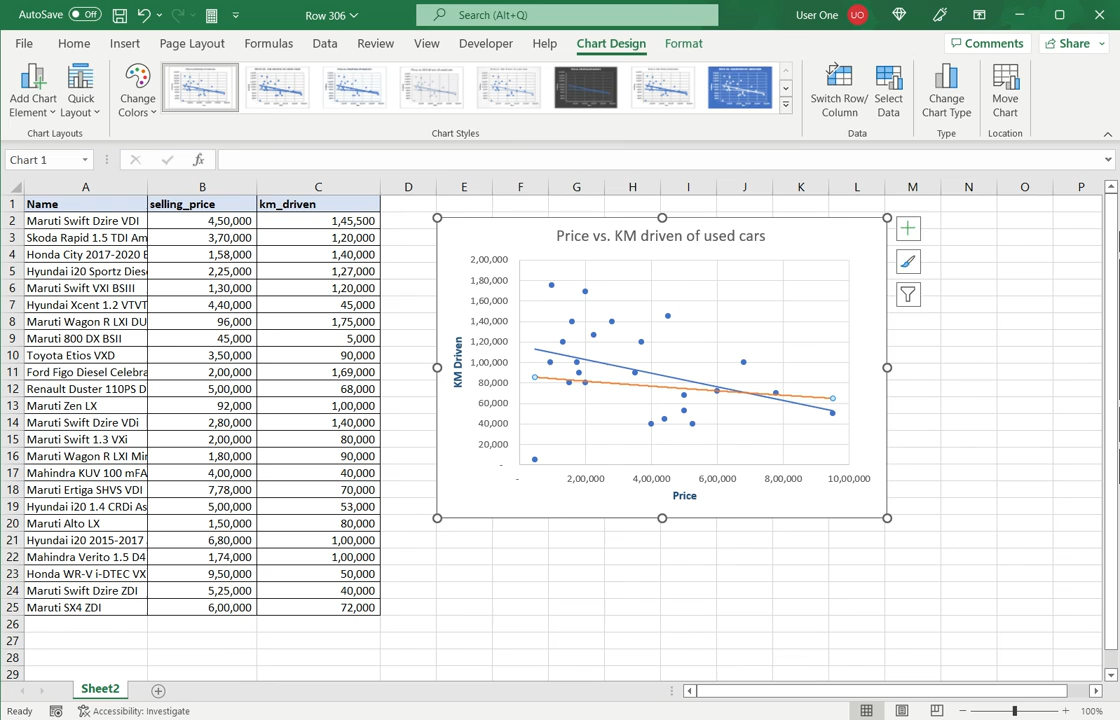 AutoSave Off Row 306 Search (Alt+Q) User One UO
File Home Insert Page Layout Formulas Data Review View Developer Help Chart Design Format Comments Share
Add Chart Element Quick Layout Change Colors Switch Row/ Column Select Data Change Chart Type Move Chart
Chart Layouts Chart Styles Data Type Location
Chart 1 fx
A B C D E F G H I J K L M N O P
1 Name selling_price km_driven
2 Maruti Swift Dzire VDI 4,50,000 1,45,500
3 Skoda Rapid 1.5 TDI Am 3,70,000 1,20,000
4 Honda City 2017-2020 E 1,58,000 1,40,000
5 Hyundai i20 Sportz Dies 2,25,000 1,27,000
6 Maruti Swift VXI BSIII 1,30,000 1,20,000
7 Hyundai Xcent 1.2 VTVT 4,40,000 45,000
8 Maruti Wagon R LXI DU 96,000 1,75,000
9 Maruti 800 DX BSII 45,000 5,000
10 Toyota Etios VXD 3,50,000 90,000
11 Ford Figo Diesel Celebra 2,00,000 1,69,000
12 Renault Duster 110PS D 5,00,000 68,000
13 Maruti Zen LX 92,000 1,00,000
14 Maruti Swift Dzire VDi 2,80,000 1,40,000
15 Maruti Swift 1.3 VXi 2,00,000 80,000
16 Maruti Wagon R LXI Min 1,80,000 90,000
17 Mahindra KUV 100 mFA 4,00,000 40,000
18 Maruti Ertiga SHVS VDI 7,78,000 70,000
19 Hyundai i20 1.4 CRDi As 5,00,000 53,000
20 Maruti Alto LX 1,50,000 80,000
21 Hyundai i20 2015-2017 6,80,000 1,00,000
22 Mahindra Verito 1.5 D4 1,74,000 1,00,000
23 Honda WR-V i-DTEC VX 9,50,000 50,000
24 Maruti Swift Dzire ZDI 5,25,000 40,000
25 Maruti SX4 ZDI 6,00,000 72,000
26
27
28
29
Price vs. KM driven of used cars
2,00,000
1,80,000
1,60,000
1,40,000
1,20,000
1,00,000
80,000
60,000
40,000
20,000
-
KM Driven
- 2,00,000 4,00,000 6,00,000 8,00,000 10,00,000
Price
Sheet2
Ready Accessibility: Investigate 100%